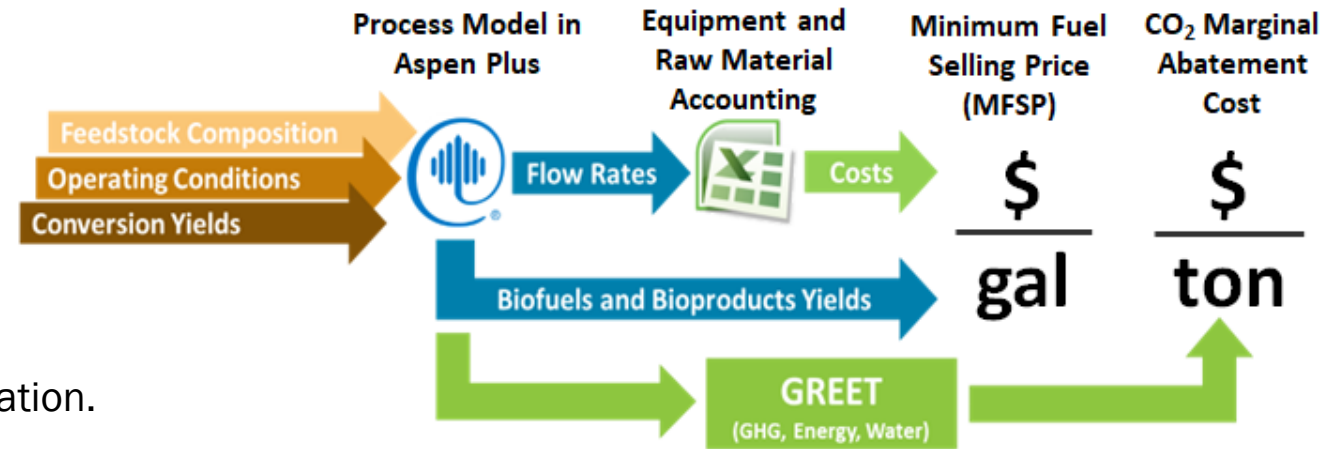 Process Model in
Aspen Plus
Equipment and
Raw Material
Accounting
Minimum Fuel
Selling Price
(MFSP)
CO₂ Marginal
Abatement
Cost
Feedstock Composition
Operating Conditions
Conversion Yields
®
Flow Rates
X
Costs
$
gal
$
ton
Biofuels and Bioproducts Yields
ation.
GREET
(GHG, Energy, Water)